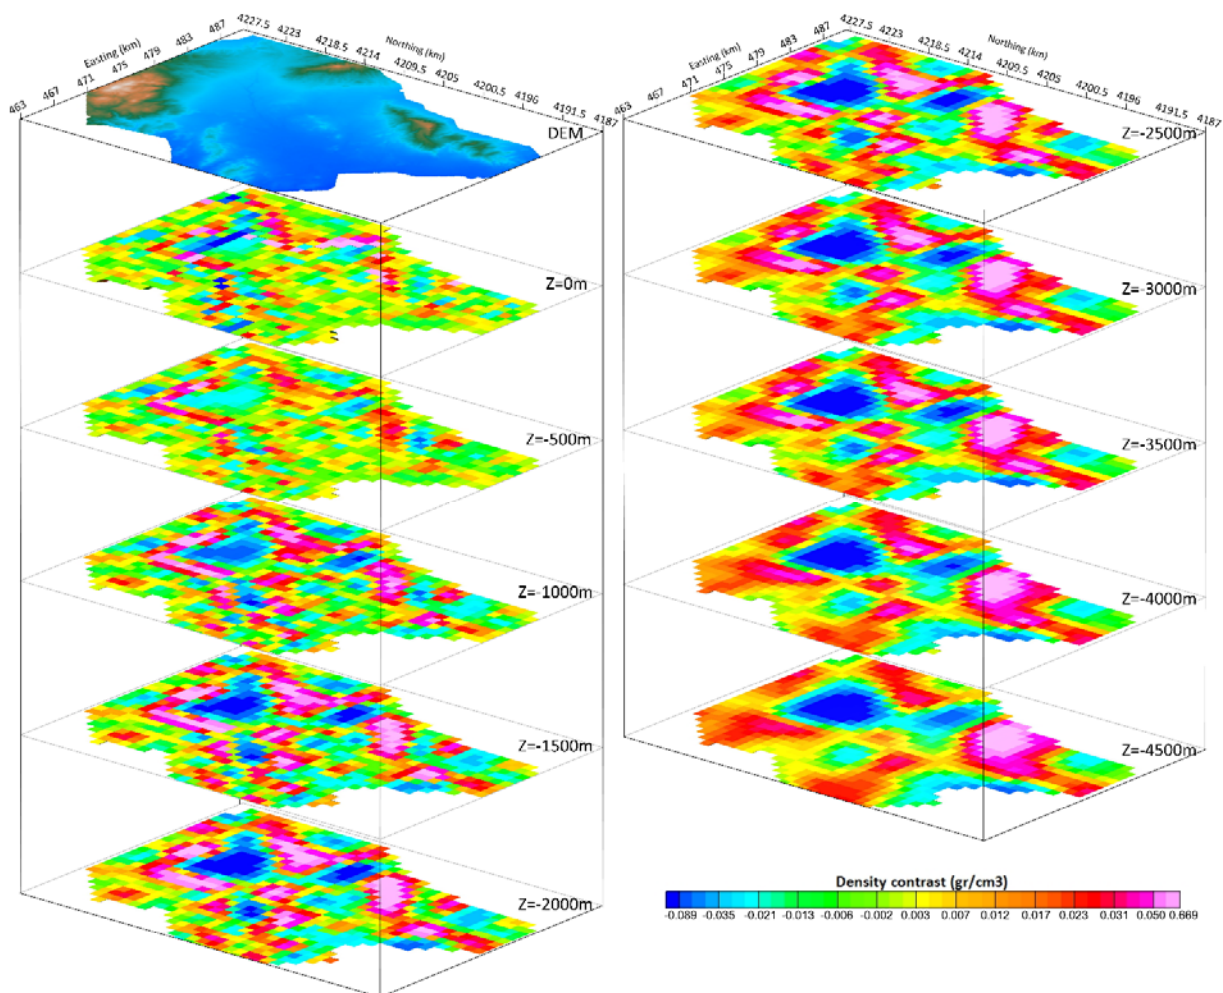 Easting (km)
463 467 471 475 479 483 487
4227.5 4223 4218.5 4214 4209.5 4205 4200.5 4196 4191.5 4187
Northing (km)
DEM
Z=0m
Z=-500m
Z=-1000m
Z=-1500m
Z=-2000m
Easting (km)
463 467 471 475 479 483 487
4227.5 4223 4218.5 4214 4209.5 4205 4200.5 4196 4191.5 4187
Northing (km)
Z=-2500m
Z=-3000m
Z=-3500m
Z=-4000m
Z=-4500m
Density contrast (gr/cm3)
-0.089 -0.035 -0.021 -0.013 -0.006 -0.002 0.003 0.007 0.012 0.017 0.023 0.031 0.050 0.669